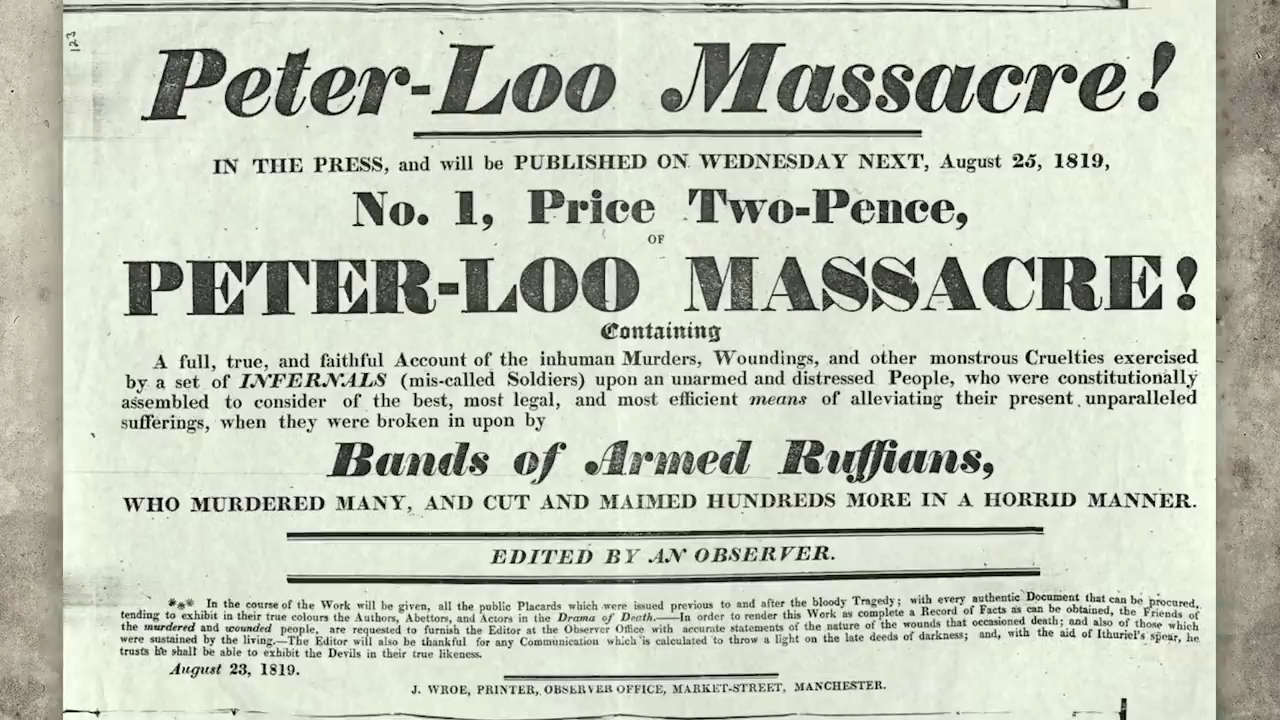 123
Peter-Loo Massacre!
IN THE PRESS, and will be PUBLISHED ON WEDNESDAY NEXT, August 25, 1819,
No. 1, Price Two-Pence,
OF
PETER-LOO MASSACRE!
Containing
A full, true, and faithful Account of the inhuman Murders, Woundings, and other monstrous Cruelties exercised
by a set of INFERNALS (mis-called Soldiers) upon an unarmed and distressed People, who were constitutionally
assembled to consider of the best, most legal, and most efficient means of alleviating their present unparalleled
sufferings, when they were broken in upon by
Bands of Armed Ruffians,
WHO MURDERED MANY, AND CUT AND MAIMED HUNDREDS MORE IN A HORRID MANNER.
EDITED BY AN OBSERVER.
*** In the course of the Work will be given, all the public Placards which were issued previous to and after the bloody Tragedy; with every authentic Document that can be procured,
tending to exhibit in their true colours the Authors, Abettors, and Actors in the Drama of Death.——In order to render this Work as complete a Record of Facts as can be obtained, the Friends of
the murdered and wounded people, are requested to furnish the Editor at the Observer Office with accurate statements of the nature of the wounds that occasioned death; and also of those which
were sustained by the living.—The Editor will also be thankful for any Communication which is calculated to throw a light on the late deeds of darkness; and, with the aid of Ithuriel's spear, he
trusts he shall be able to exhibit the Devils in their true likeness.
August 23, 1819.
J. WROE, PRINTER, OBSERVER OFFICE, MARKET-STREET, MANCHESTER.